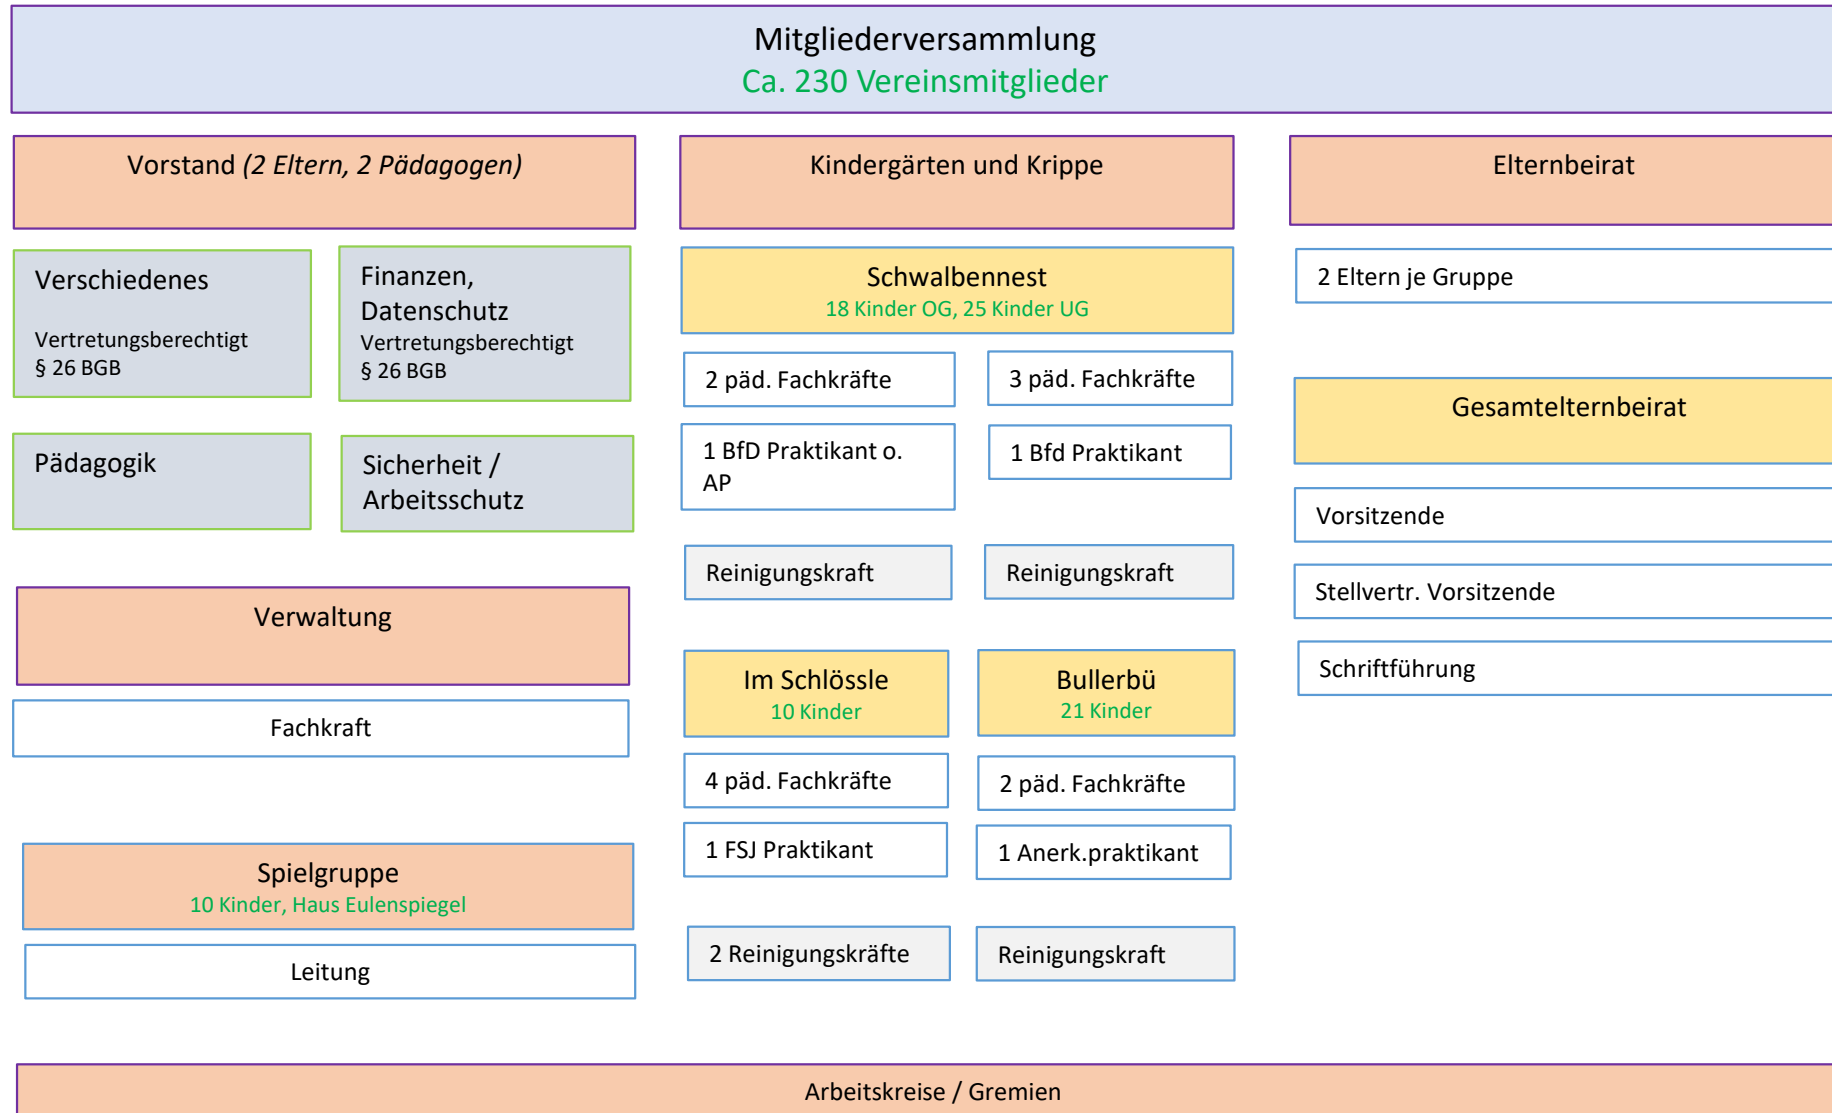 Mitgliederversammlung
Ca. 230 Vereinsmitglieder
Vorstand (2 Eltern, 2 Pädagogen)
Verschiedenes
Vertretungsberechtigt
§ 26 BGB
Finanzen,
Datenschutz
Vertretungsberechtigt
§ 26 BGB
Pädagogik
Sicherheit /
Arbeitsschutz
Verwaltung
Fachkraft
Spielgruppe
10 Kinder, Haus Eulenspiegel
Leitung
Kindergärten und Krippe
Schwalbennest
18 Kinder OG, 25 Kinder UG
2 päd. Fachkräfte
3 päd. Fachkräfte
1 BfD Praktikant o.
AP
1 Bfd Praktikant
Reinigungskraft
Reinigungskraft
Im Schlössle
10 Kinder
Bullerbü
21 Kinder
4 päd. Fachkräfte
2 päd. Fachkräfte
1 FSJ Praktikant
1 Anerk.praktikant
2 Reinigungskräfte
Reinigungskraft
Elternbeirat
2 Eltern je Gruppe
Gesamtelternbeirat
Vorsitzende
Stellvertr. Vorsitzende
Schriftführung
Arbeitskreise / Gremien